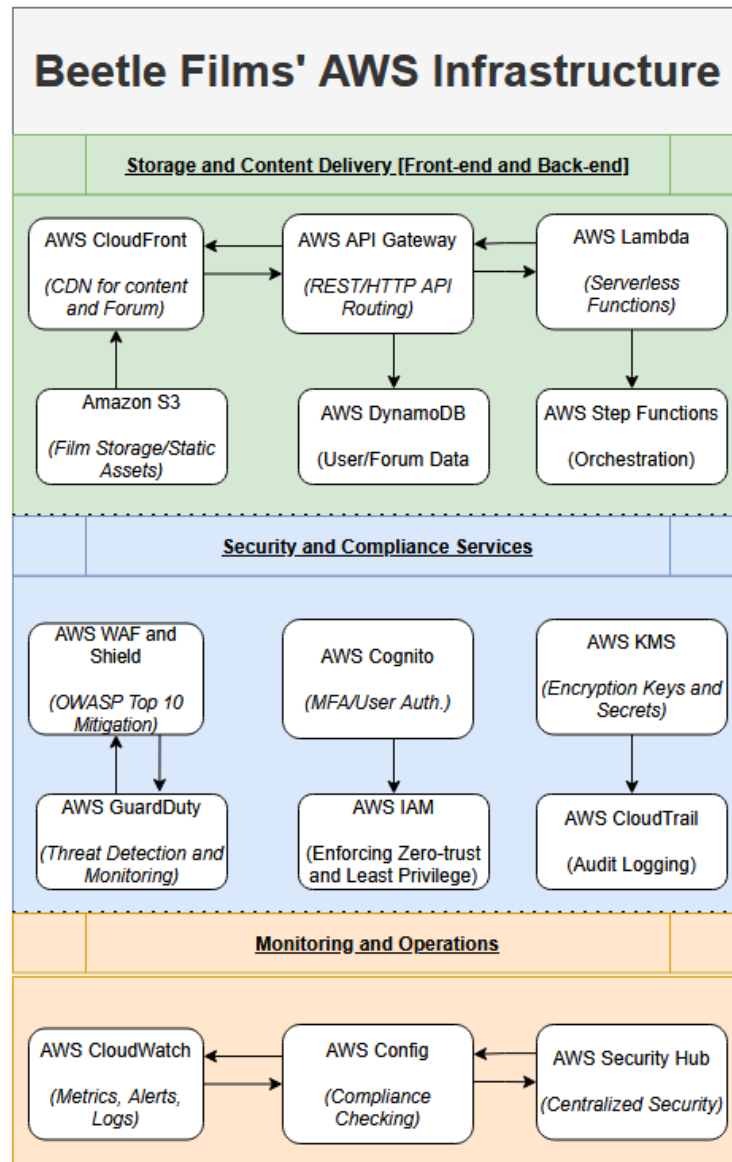 Beetle Films' AWS Infrastructure
Storage and Content Delivery [Front-end and Back-end]
AWS CloudFront
(CDN for content
and Forum)
AWS API Gateway
(REST/HTTP API
Routing)
AWS Lambda
(Serverless
Functions)
Amazon S3
(Film Storage/Static
Assets)
AWS DynamoDB
(User/Forum Data
AWS Step Functions
(Orchestration)
Security and Compliance Services
AWS WAF and
Shield
(OWASP Top 10
Mitigation)
AWS Cognito
(MFA/User Auth.)
AWS KMS
(Encryption Keys and
Secrets)
AWS GuardDuty
(Threat Detection and
Monitoring)
AWS IAM
(Enforcing Zero-trust
and Least Privilege)
AWS CloudTrail
(Audit Logging)
Monitoring and Operations
AWS CloudWatch
(Metrics, Alerts,
Logs)
AWS Config
(Compliance
Checking)
AWS Security Hub
(Centralized Security)